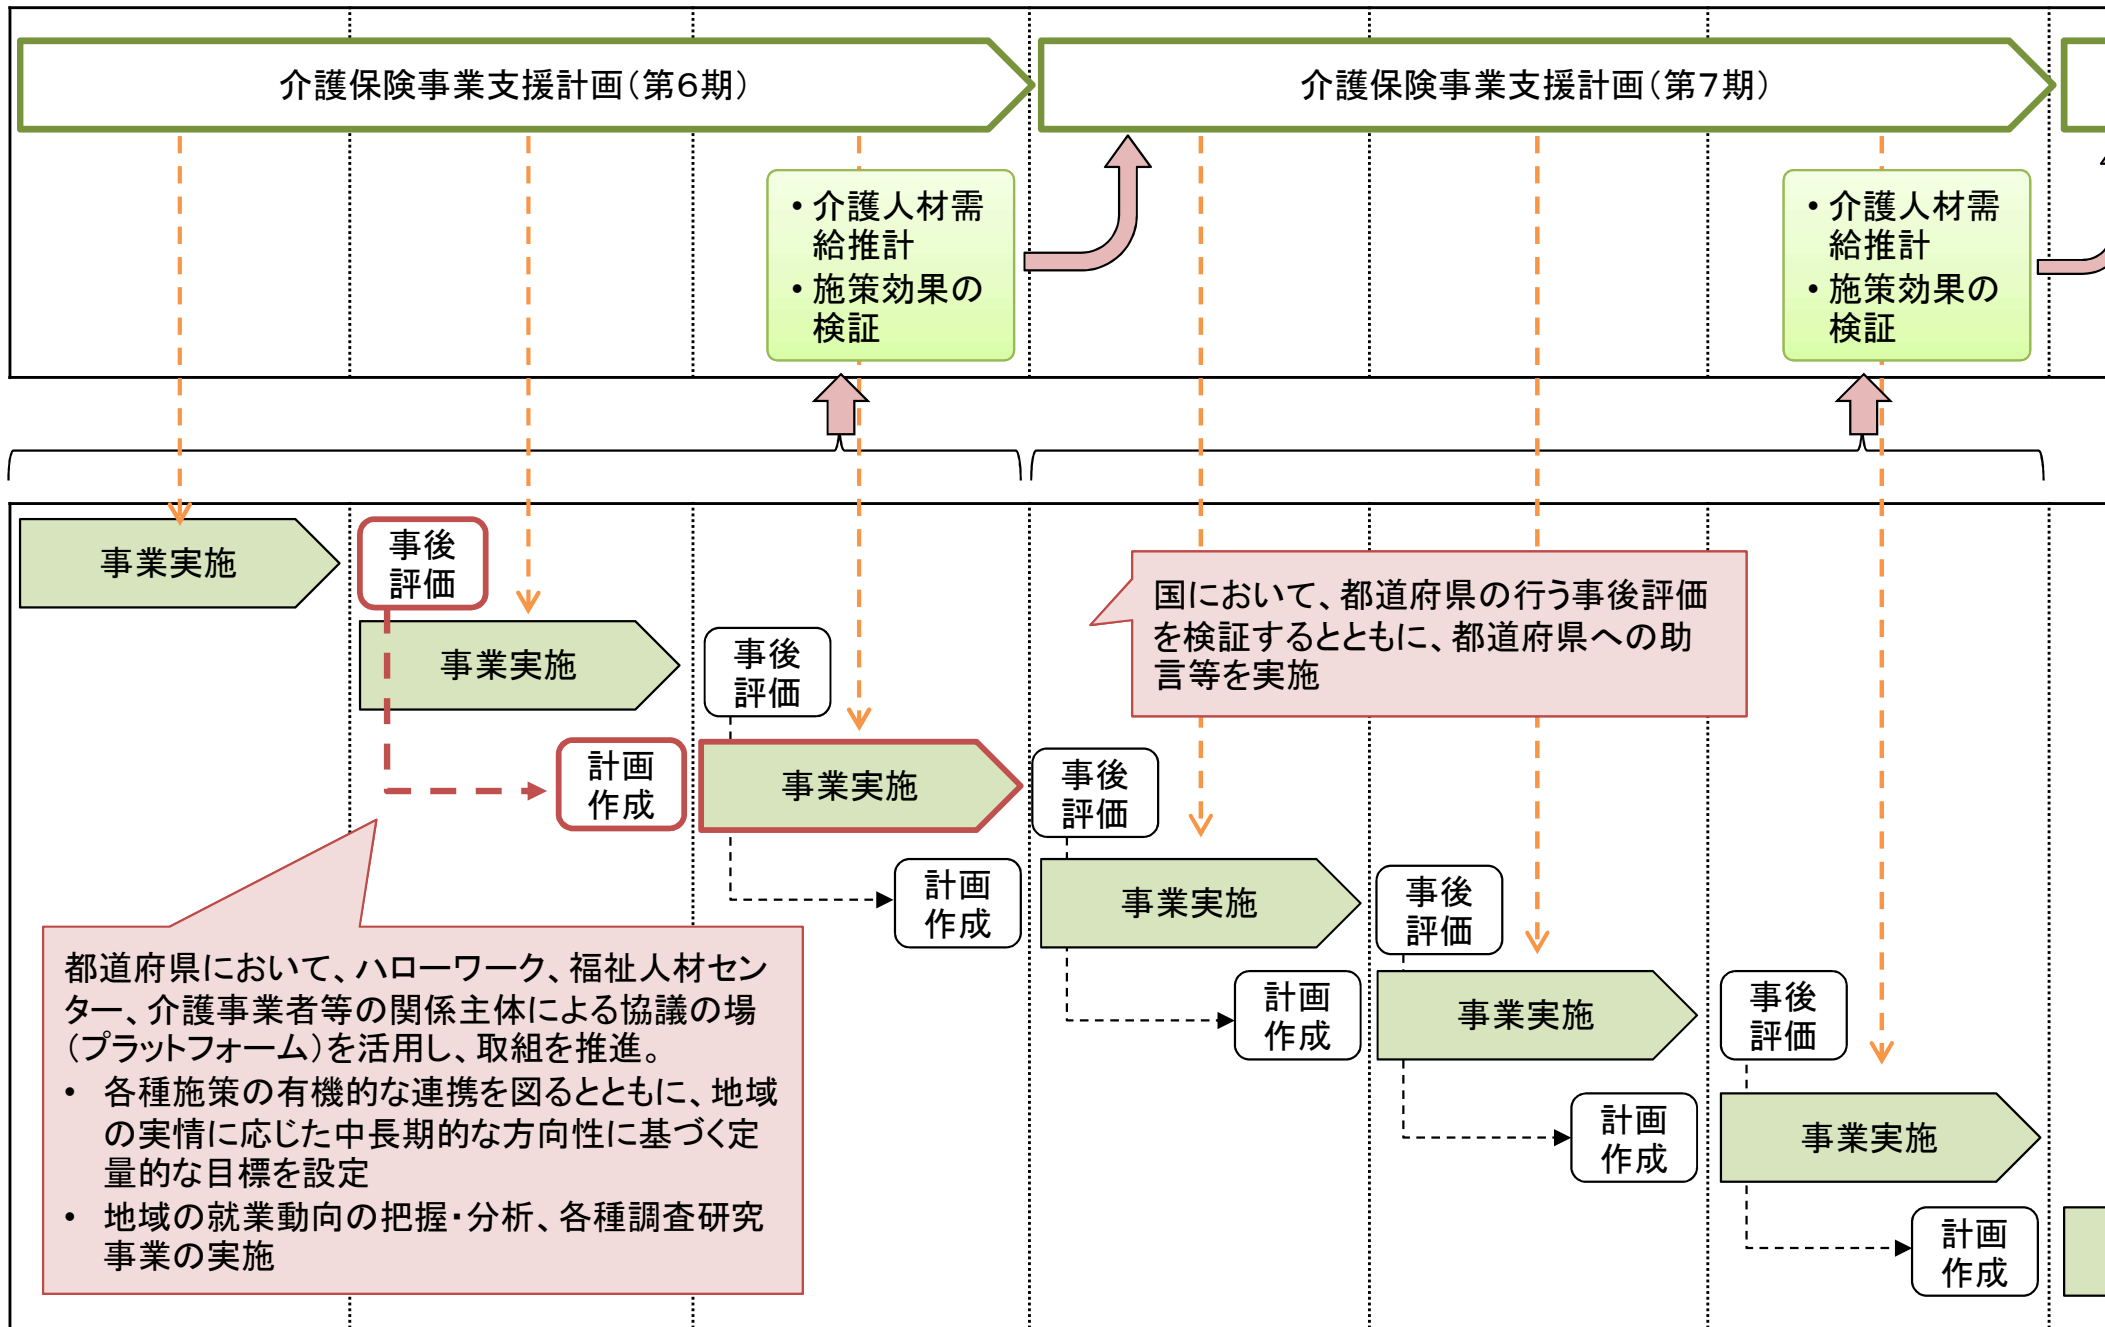 介護保険事業支援計画（第６期）
介護保険事業支援計画（第７期）
• 介護人材需
給推計
• 施策効果の
検証
• 介護人材需
給推計
• 施策効果の
検証
事業実施
事後
評価
事業実施
計画
作成
事後
評価
事業実施
計画
作成
国において、都道府県の行う事後評価
を検証するとともに、都道府県への助
言等を実施
事後
評価
事業実施
計画
作成
事後
評価
事業実施
計画
作成
事後
評価
事業実施
計画
作成
都道府県において、ハローワーク、福祉人材セン
ター、介護事業者等の関係主体による協議の場
（プラットフォーム）を活用し、取組を推進。
• 各種施策の有機的な連携を図るとともに、地域
の実情に応じた中長期的な方向性に基づく定
量的な目標を設定
• 地域の就業動向の把握・分析、各種調査研究
事業の実施